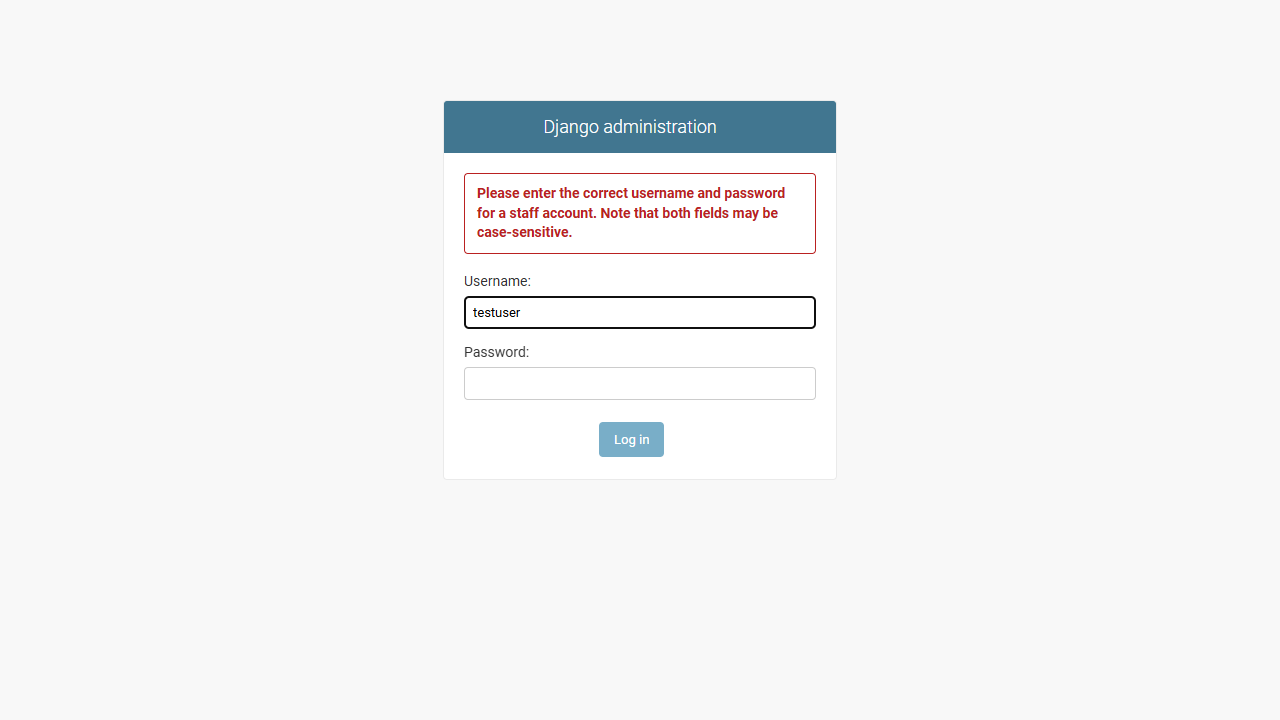 Django administration
Please enter the correct username and password
for a staff account. Note that both fields may be
case-sensitive.
Username:
testuser
Password:
Log in